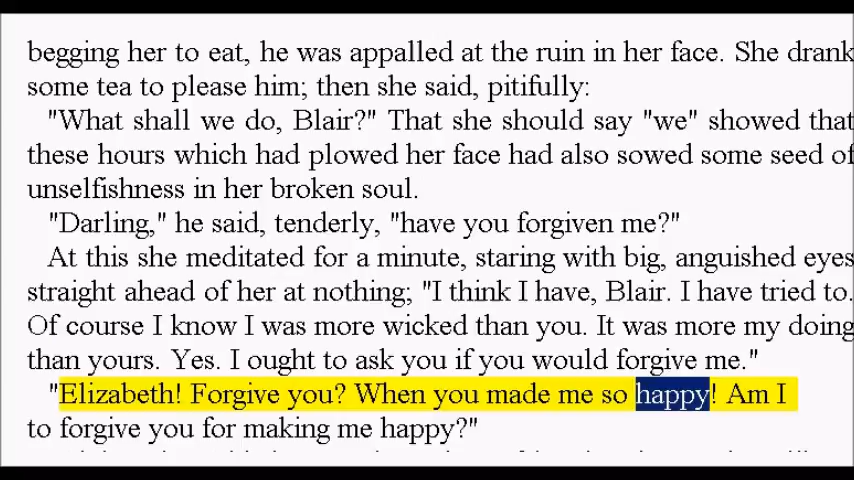 begging her to eat, he was appalled at the ruin in her face. She drank
some tea to please him; then she said, pitifully:
"What shall we do, Blair?" That she should say "we" showed that
these hours which had plowed her face had also sowed some seed of
unselfishness in her broken soul.
"Darling," he said, tenderly, "have you forgiven me?"
At this she meditated for a minute, staring with big, anguished eyes
straight ahead of her at nothing; "I think I have, Blair. I have tried to.
Of course I know I was more wicked than you. It was more my doing
than yours. Yes. I ought to ask you if you would forgive me."
"Elizabeth! Forgive you? When you made me so happy! Am I
to forgive you for making me happy?"